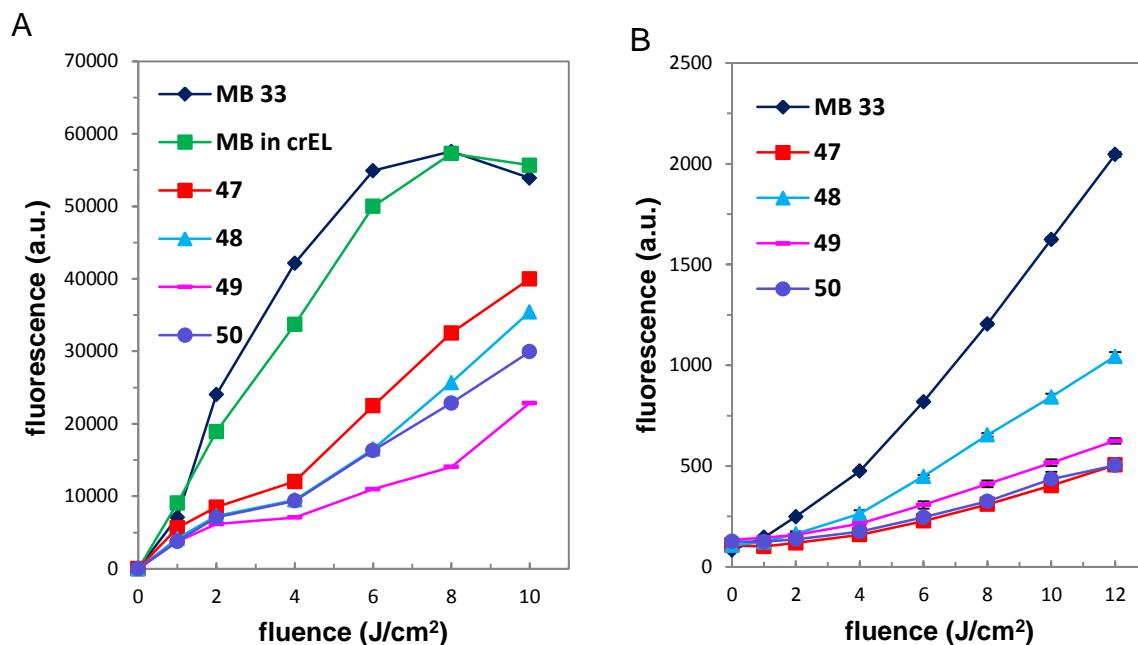 A
70000
60000
50000
40000
30000
20000
10000
0
fluorescence (a.u.)
MB 33
MB in crEL
47
48
49
50
0 2 4 6 8 10
fluence (J/cm²)
B
2500
2000
1500
1000
500
0
fluorescence (a.u.)
MB 33
47
48
49
50
0 2 4 6 8 10 12
fluence (J/cm²)